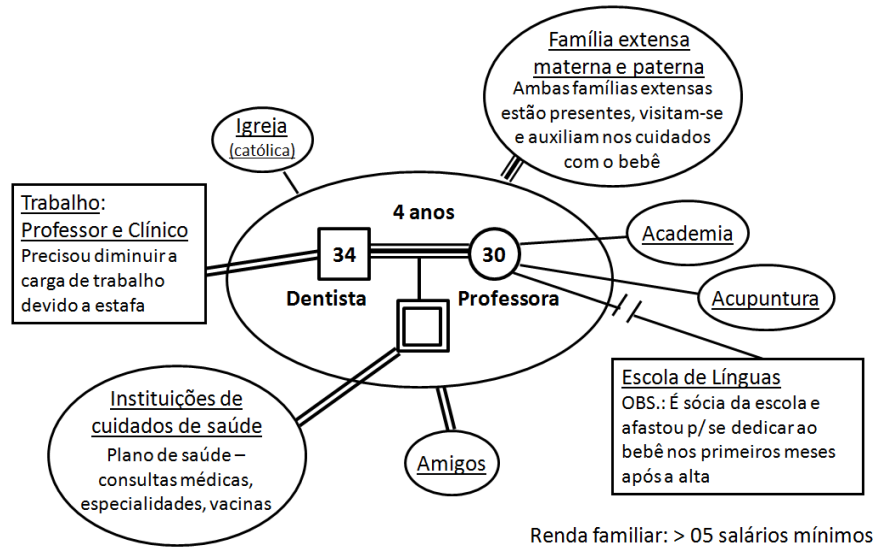 Família extensa
materna e paterna
Ambas famílias extensas
estão presentes, visitam-se
e auxiliam nos cuidados
com o bebê
Igreja
(católica)
Trabalho:
Professor e Clínico
Precisou diminuir a
carga de trabalho
devido a estafa
4 anos
34
30
Dentista
Professora
Academia
Acupuntura
Escola de Línguas
OBS.: É sócia da escola e
afastou p/ se dedicar ao
bebê nos primeiros meses
após a alta
Instituições de
cuidados de saúde
Plano de saúde –
consultas médicas,
especialidades, vacinas
Amigos
Renda familiar: > 05 salários mínimos